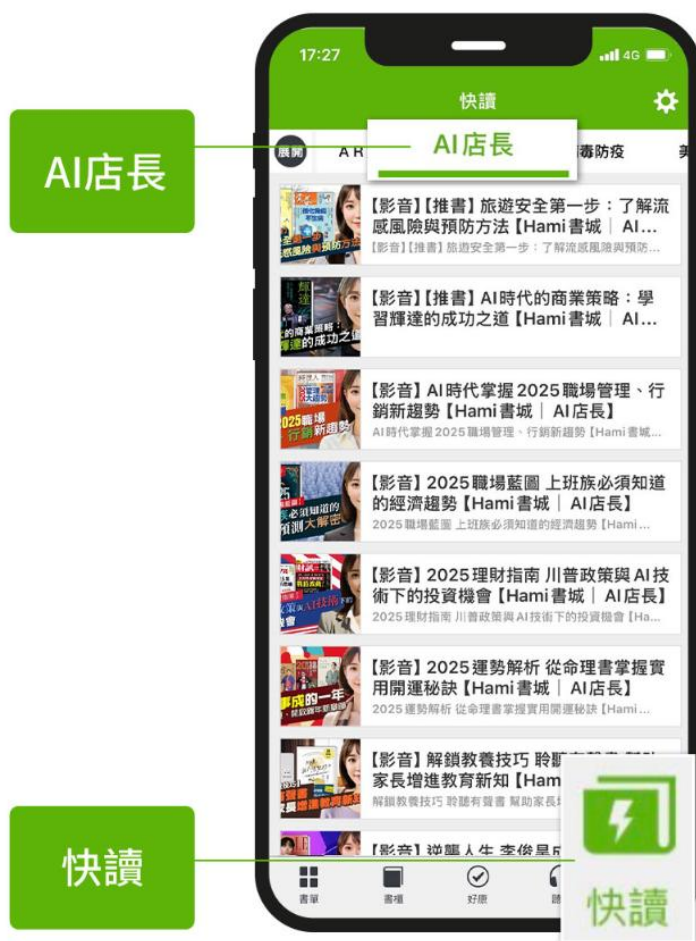 17:27
4G
快讀
AI店長
展開
AI店長
毒防疫
【影音】【推書】旅遊安全第一步：了解流
感風險與預防方法【Hami書城｜AI...
【影音】【推書】旅遊安全第一步：了解流感風險與預防...
【影音】【推書】AI時代的商業策略：學
習輝達的成功之道【Hami書城｜AI...
【影音】AI時代掌握2025職場管理、行
銷新趨勢【Hami書城｜AI店長】
AI時代掌握2025職場管理、行銷新趨勢【Hami書城...
【影音】2025職場藍圖 上班族必須知道
的經濟趨勢【Hami書城｜AI店長】
2025職場藍圖 上班族必須知道的經濟趨勢【Hami...
【影音】2025理財指南 川普政策與AI技
術下的投資機會【Hami書城｜AI店長】
2025理財指南 川普政策與AI技術下的投資機會【Ha...
【影音】2025運勢解析 從命理書掌握實
用開運秘訣【Hami書城｜AI店長】
2025運勢解析 從命理書掌握實用開運秘訣【Hami...
【影音】解鎖教養技巧 聆聽
家長增進教育新知【Ham
解鎖教養技巧 聆聽有聲書 幫助家長
【影音】逆襲人生 李俊昊
快讀
書單
書櫃
好康
快讀